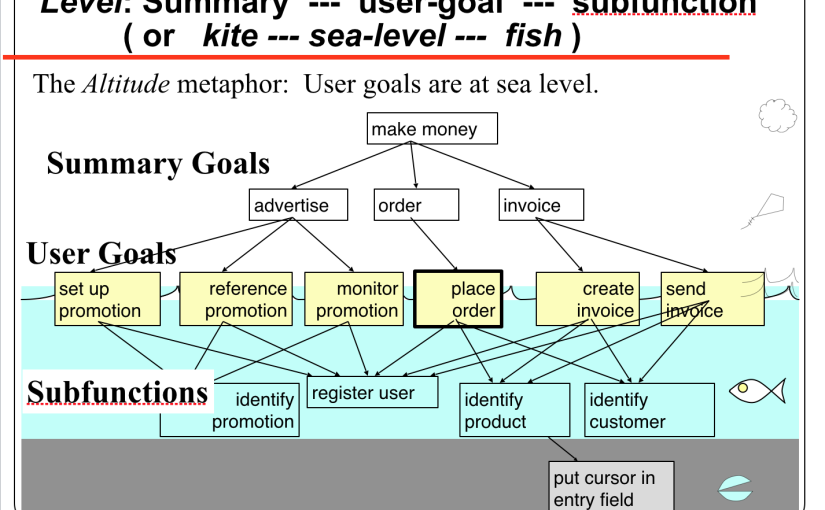 Level: Summary --- user-goal --- subfunction
( or kite --- sea-level --- fish )
The Altitude metaphor: User goals are at sea level.
make money
Summary Goals
advertise
order
invoice
User Goals
set up
promotion
reference
promotion
monitor
promotion
place
order
create
invoice
send
invoice
Subfunctions
identify
promotion
register user
identify
product
identify
customer
put cursor in
entry field